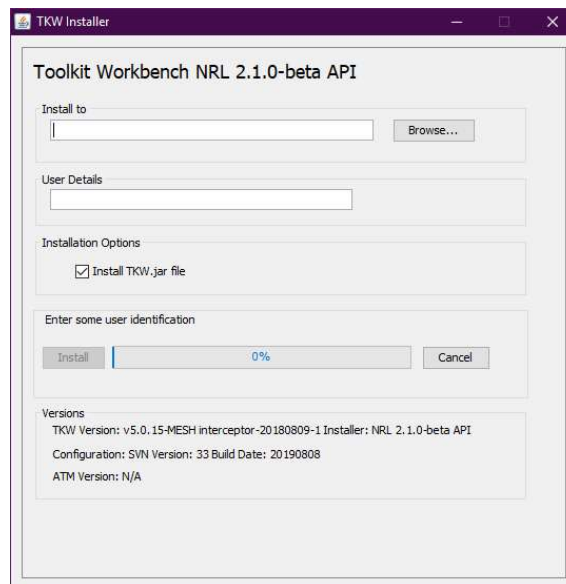 TKW Installer
Toolkit Workbench NRL 2.1.0-beta API
Install to
Browse...
User Details
Installation Options
Install TKW.jar file
Enter some user identification
Install
0%
Cancel
Versions
TKW Version: v5.0.15-MESH interceptor-20180809-1 Installer: NRL 2.1.0-beta API
Configuration: SVN Version: 33 Build Date: 20190808
ATM Version: N/A